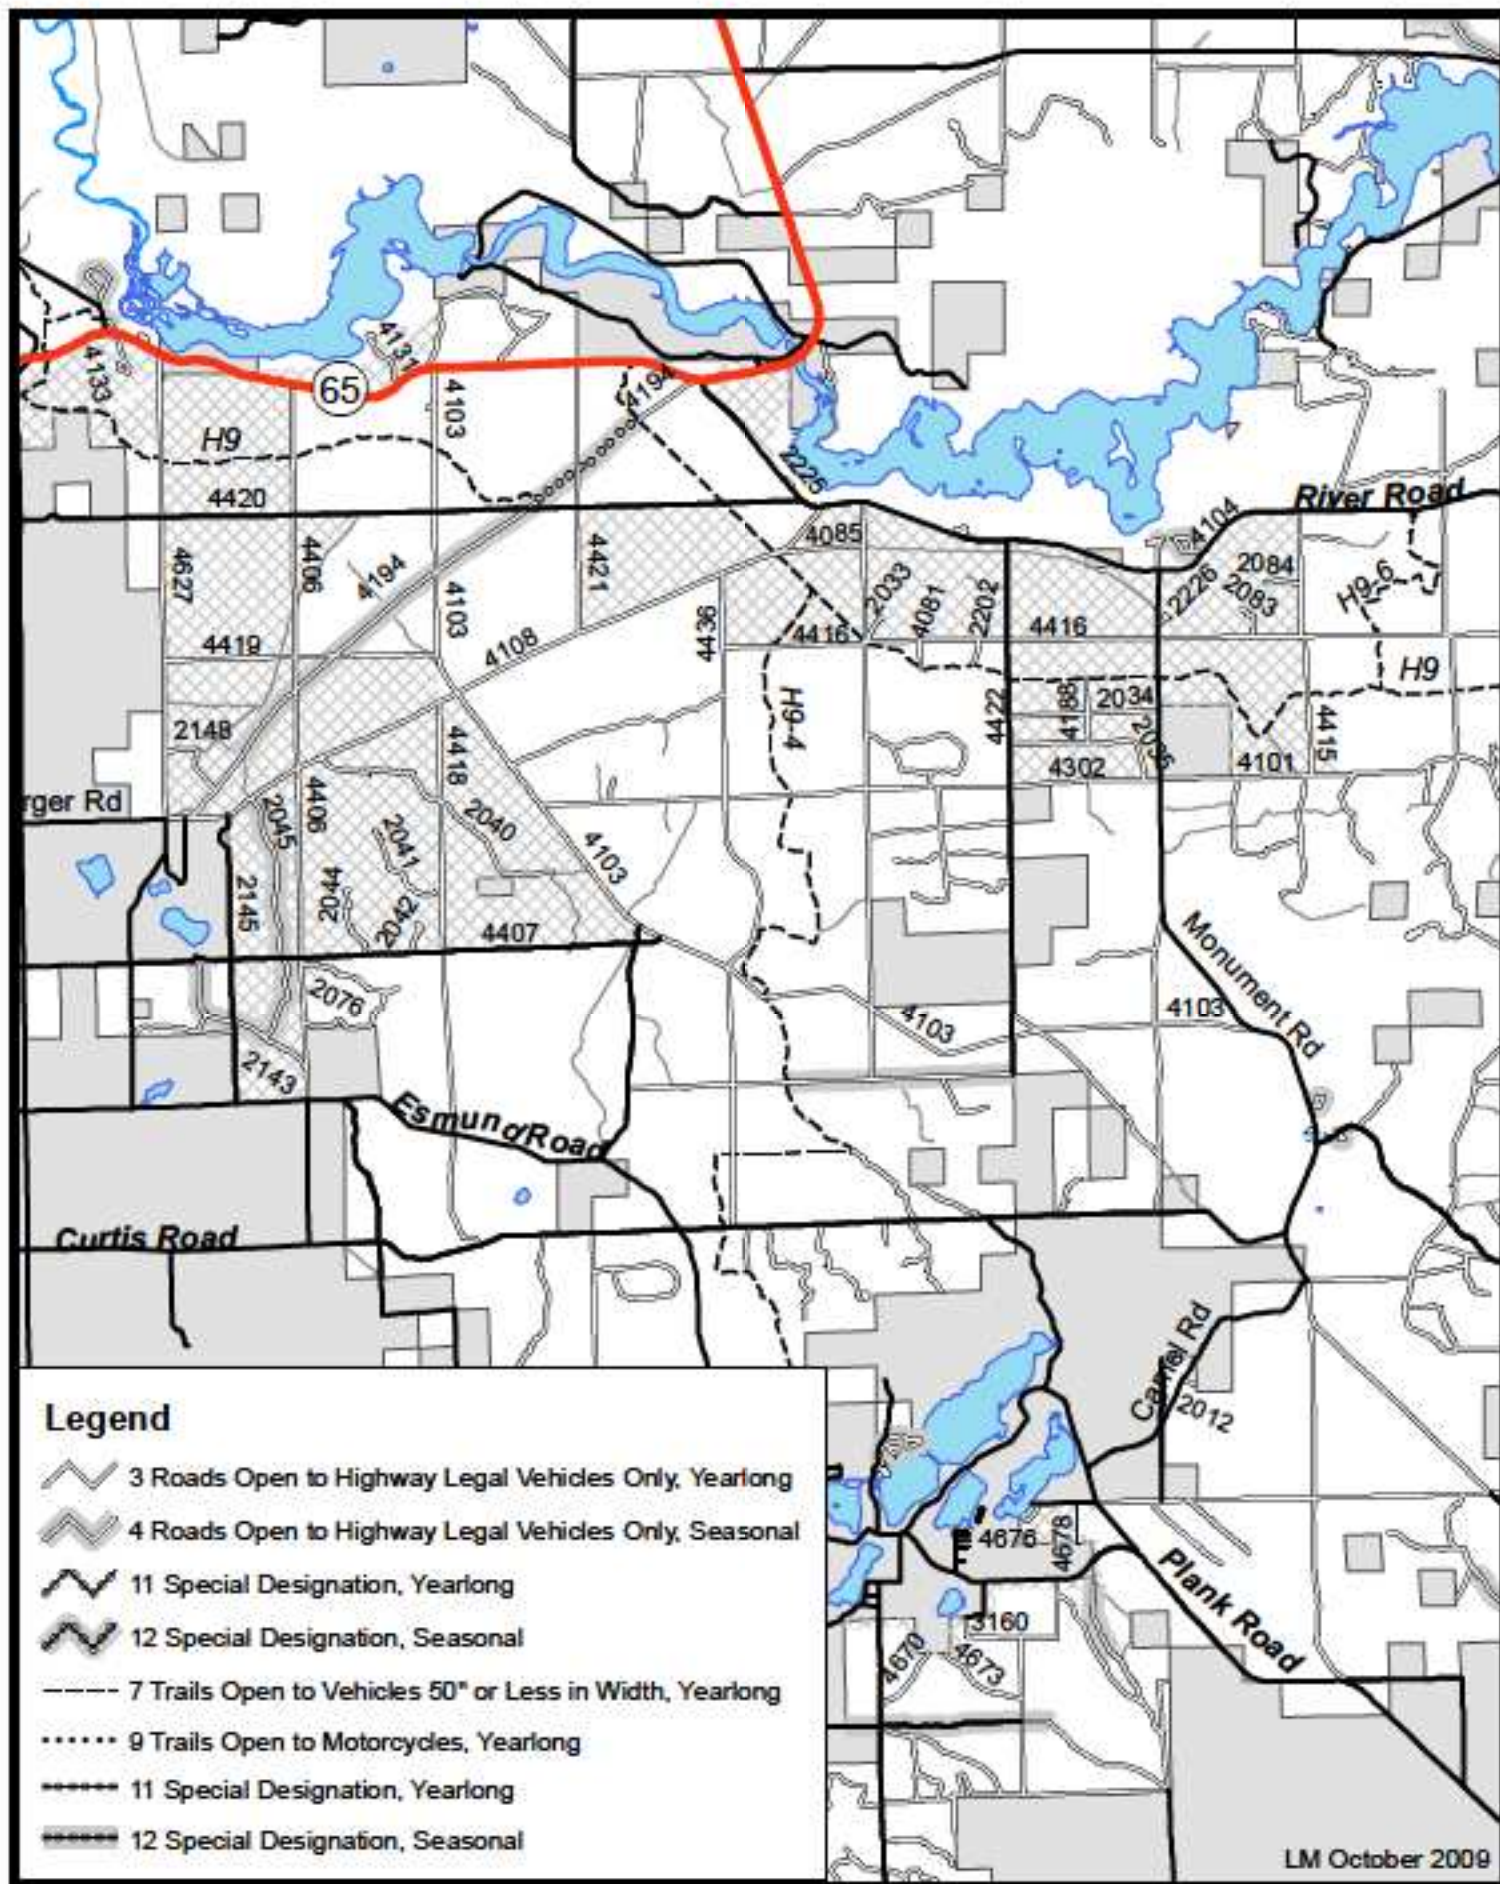 4131
4133
65
4103
4194
H9
4420
2225
River Road
4627
4406
4194
4103
4421
4085
2033
4081
2202
4104
2226
2084
2083
H9-6
4419
4108
4436
4416
4416
H9
H9-4
2148
4418
4422
4188
2034
2035
4302
4101
4415
rger Rd
2045
4406
2041
2040
4103
2145
2044
2042
4407
Monument Rd
2076
4103
4103
2143
Esmund Road
Curtis Road
Camel Rd
2012
Legend
3 Roads Open to Highway Legal Vehicles Only, Yearlong
4 Roads Open to Highway Legal Vehicles Only, Seasonal
11 Special Designation, Yearlong
12 Special Designation, Seasonal
7 Trails Open to Vehicles 50" or Less in Width, Yearlong
9 Trails Open to Motorcycles, Yearlong
11 Special Designation, Yearlong
12 Special Designation, Seasonal
4676
4678
Plank Road
3160
4670
4673
LM October 2009